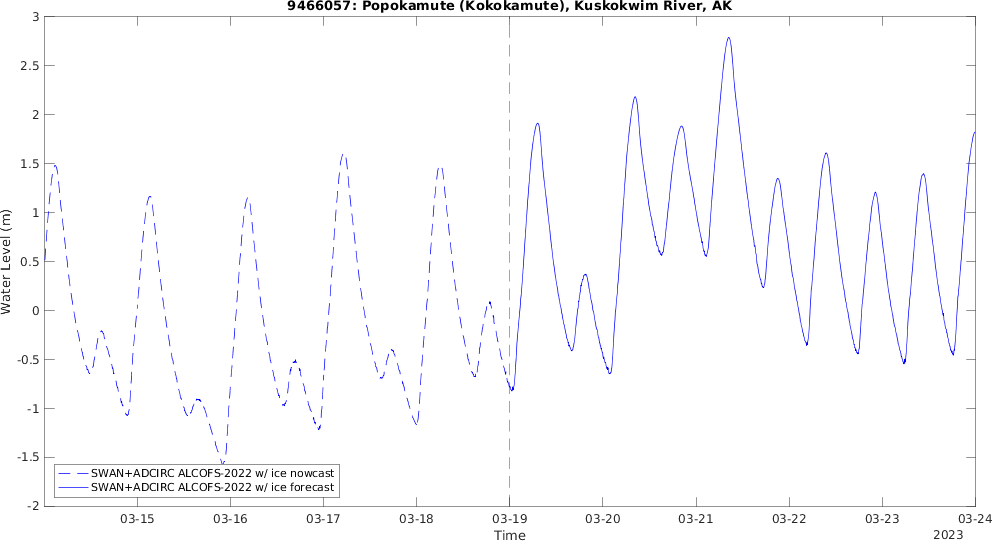 9466057: Popokamute (Kokokamute), Kuskokwim River, AK
3
2.5
2
1.5
1
0.5
0
-0.5
-1
-1.5
-2
Water Level (m)
SWAN+ADCIRC ALCOFS-2022 w/ ice nowcast
SWAN+ADCIRC ALCOFS-2022 w/ ice forecast
03-15 03-16 03-17 03-18 03-19 03-20 03-21 03-22 03-23 03-24
Time
2023